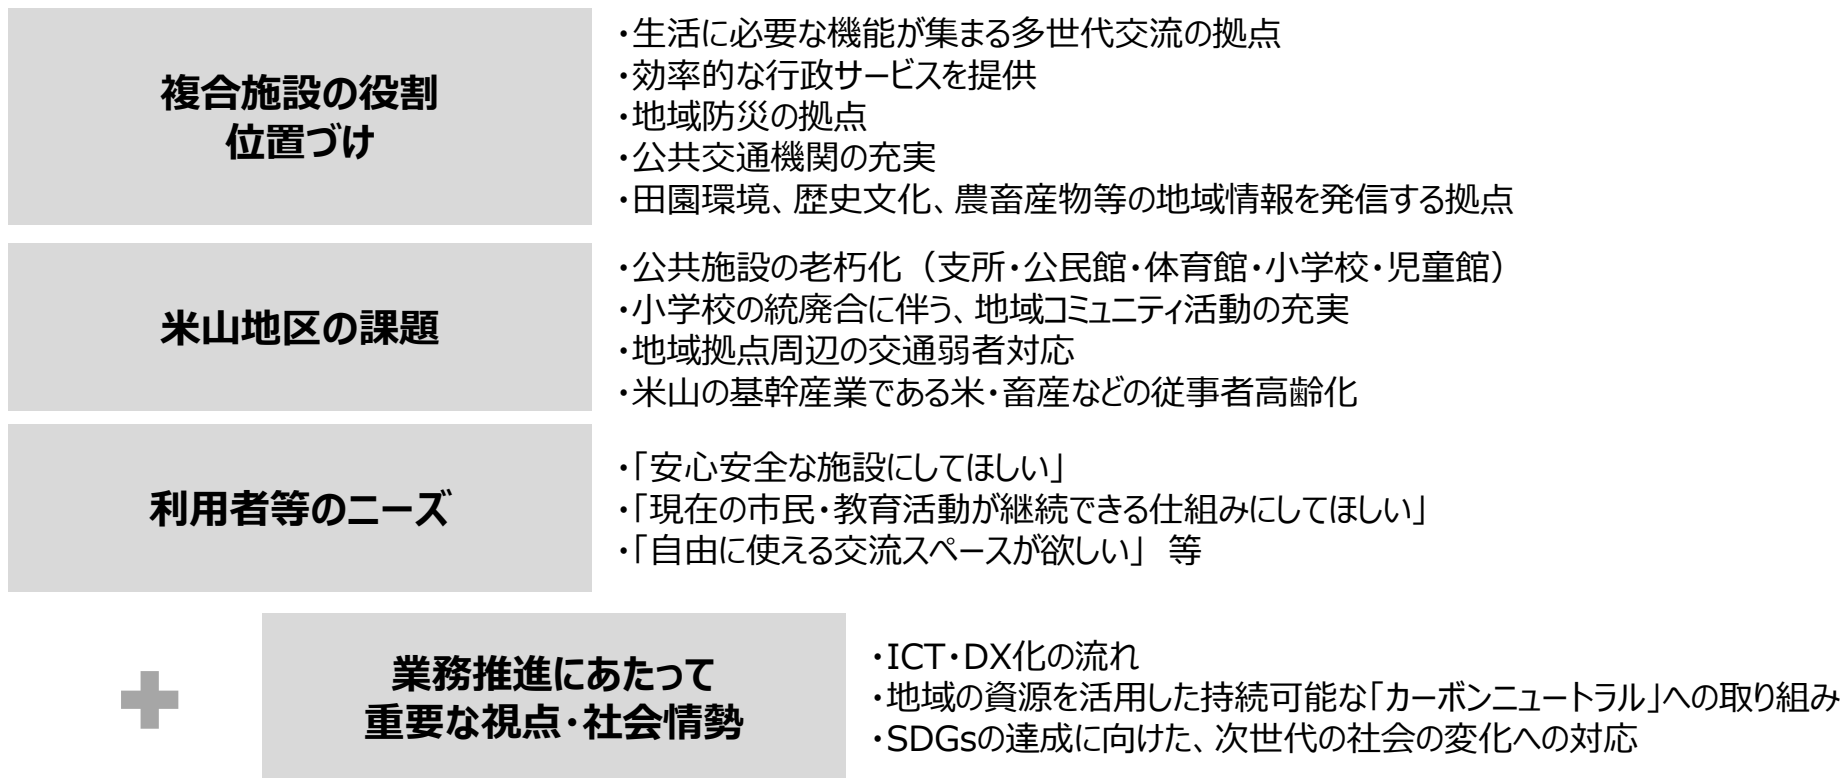 複合施設の役割
位置づけ
・生活に必要な機能が集まる多世代交流の拠点
・効率的な行政サービスを提供
・地域防災の拠点
・公共交通機関の充実
・田園環境、歴史文化、農畜産物等の地域情報を発信する拠点
米山地区の課題
・公共施設の老朽化（支所・公民館・体育館・小学校・児童館）
・小学校の統廃合に伴う、地域コミュニティ活動の充実
・地域拠点周辺の交通弱者対応
・米山の基幹産業である米・畜産などの従事者高齢化
利用者等のニーズ
・「安心安全な施設にしてほしい」
・「現在の市民・教育活動が継続できる仕組みにしてほしい」
・「自由に使える交流スペースが欲しい」 等
業務推進にあたって
重要な視点・社会情勢
・ICT・DX化の流れ
・地域の資源を活用した持続可能な「カーボンニュートラル」への取り組み
・SDGsの達成に向けた、次世代の社会の変化への対応